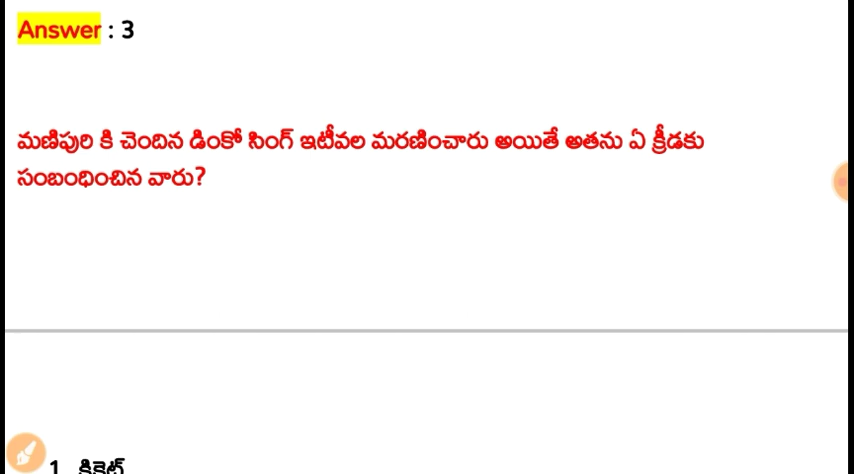 Answer : 3
మణిపురి కి చెందిన డింకో సింగ్ ఇటీవల మరణించారు అయితే అతను ఏ క్రీడకు
సంబంధించిన వారు?
1 క్రికెట్